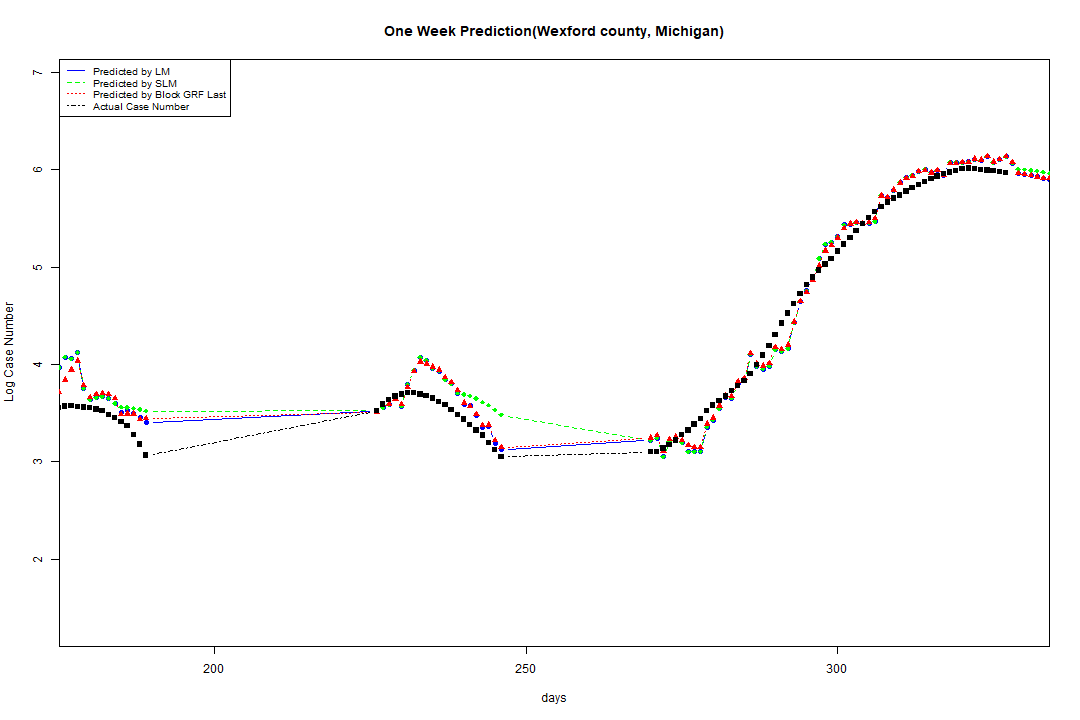 One Week Prediction(Wexford county, Michigan)
Predicted by LM
Predicted by SLM
Predicted by Block GRF Last
Actual Case Number
7
6
5
4
3
2
Log Case Number
200
250
300
days